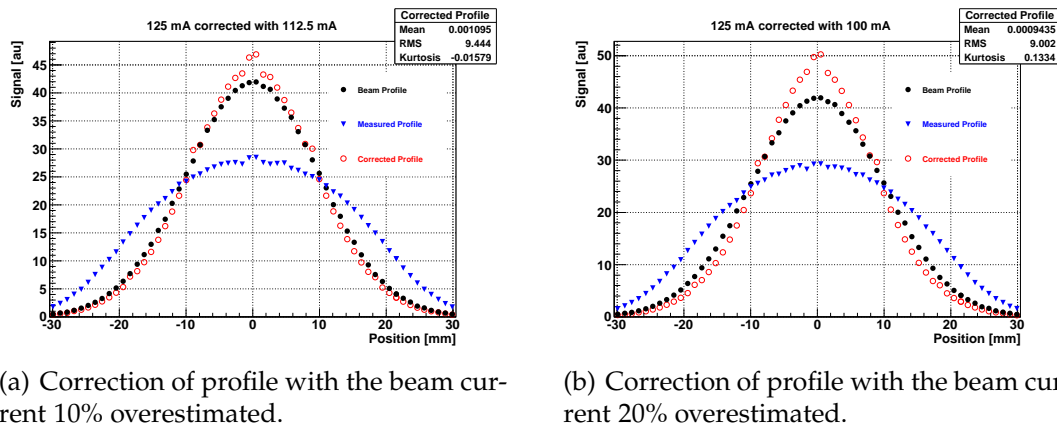 125 mA corrected with 112.5 mA
Corrected Profile
Mean 0.001095
RMS 9.444
Kurtosis -0.01579
Signal [au]
45
40
35
30
25
20
15
10
5
0
Beam Profile
Measured Profile
Corrected Profile
-30 -20 -10 0 10 20 30
Position [mm]
(a) Correction of profile with the beam cur-
rent 10% overestimated.
125 mA corrected with 100 mA
Corrected Profile
Mean 0.0009435
RMS 9.002
Kurtosis 0.1334
Signal [au]
50
40
30
20
10
0
Beam Profile
Measured Profile
Corrected Profile
-30 -20 -10 0 10 20 30
Position [mm]
(b) Correction of profile with the beam cur
rent 20% overestimated.